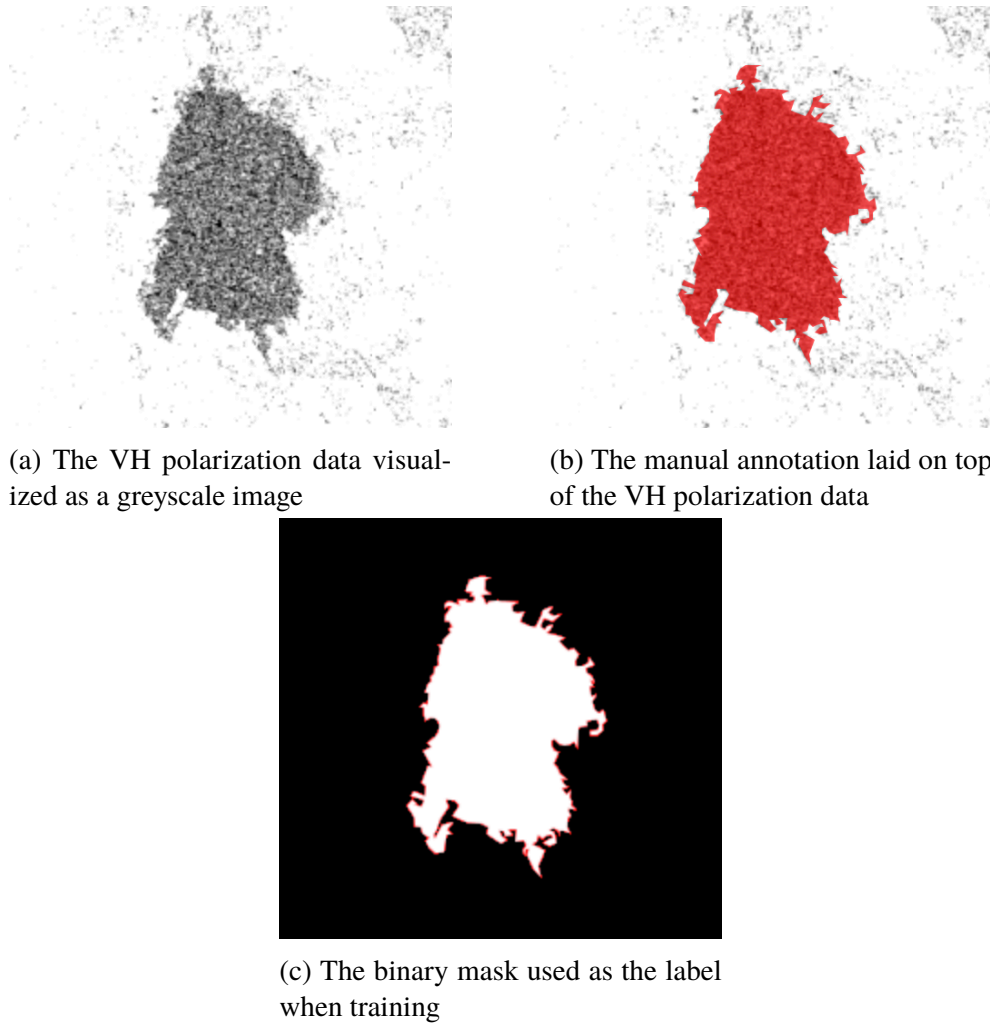 (a) The VH polarization data visual-
ized as a greyscale image
(b) The manual annotation laid on top
of the VH polarization data
(c) The binary mask used as the label
when training